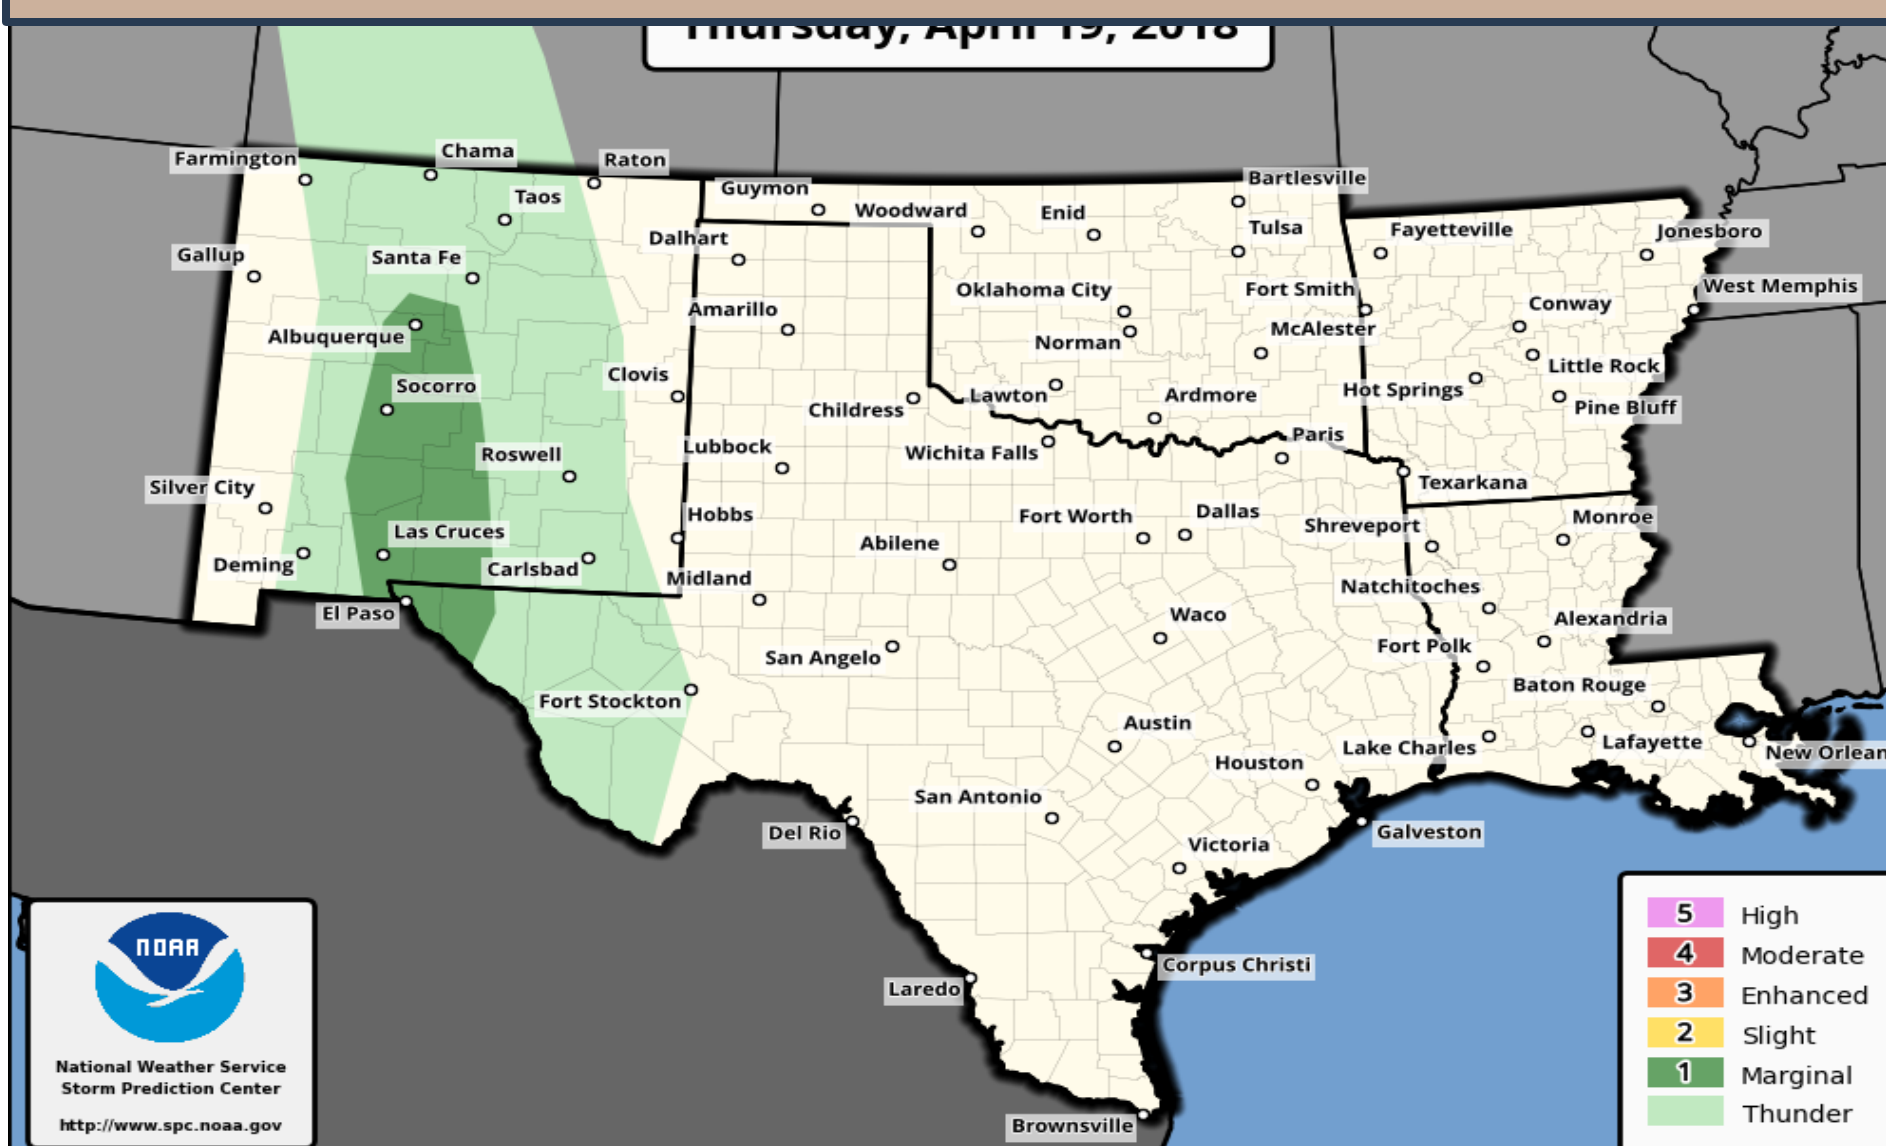 Thursday, April 19, 2018
Farmington
Chama
Raton
Taos
Guymon
Woodward
Enid
Bartlesville
Tulsa
Fayetteville
Jonesboro
Gallup
Santa Fe
Dalhart
Amarillo
Oklahoma City
Norman
Fort Smith
McAlester
Conway
West Memphis
Albuquerque
Socorro
Clovis
Childress
Lawton
Ardmore
Hot Springs
Little Rock
Pine Bluff
Roswell
Lubbock
Wichita Falls
Paris
Texarkana
Silver City
Las Cruces
Deming
Carlsbad
Hobbs
Midland
Abilene
Fort Worth
Dallas
Shreveport
Monroe
El Paso
Natchitoches
Alexandria
Waco
San Angelo
Fort Polk
Fort Stockton
Baton Rouge
Austin
Lake Charles
Lafayette
New Orlean
Houston
San Antonio
Del Rio
Galveston
Victoria
Corpus Christi
Laredo
Brownsville
NOAA
National Weather Service
Storm Prediction Center
http://www.spc.noaa.gov
5 High
4 Moderate
3 Enhanced
2 Slight
1 Marginal
Thunder